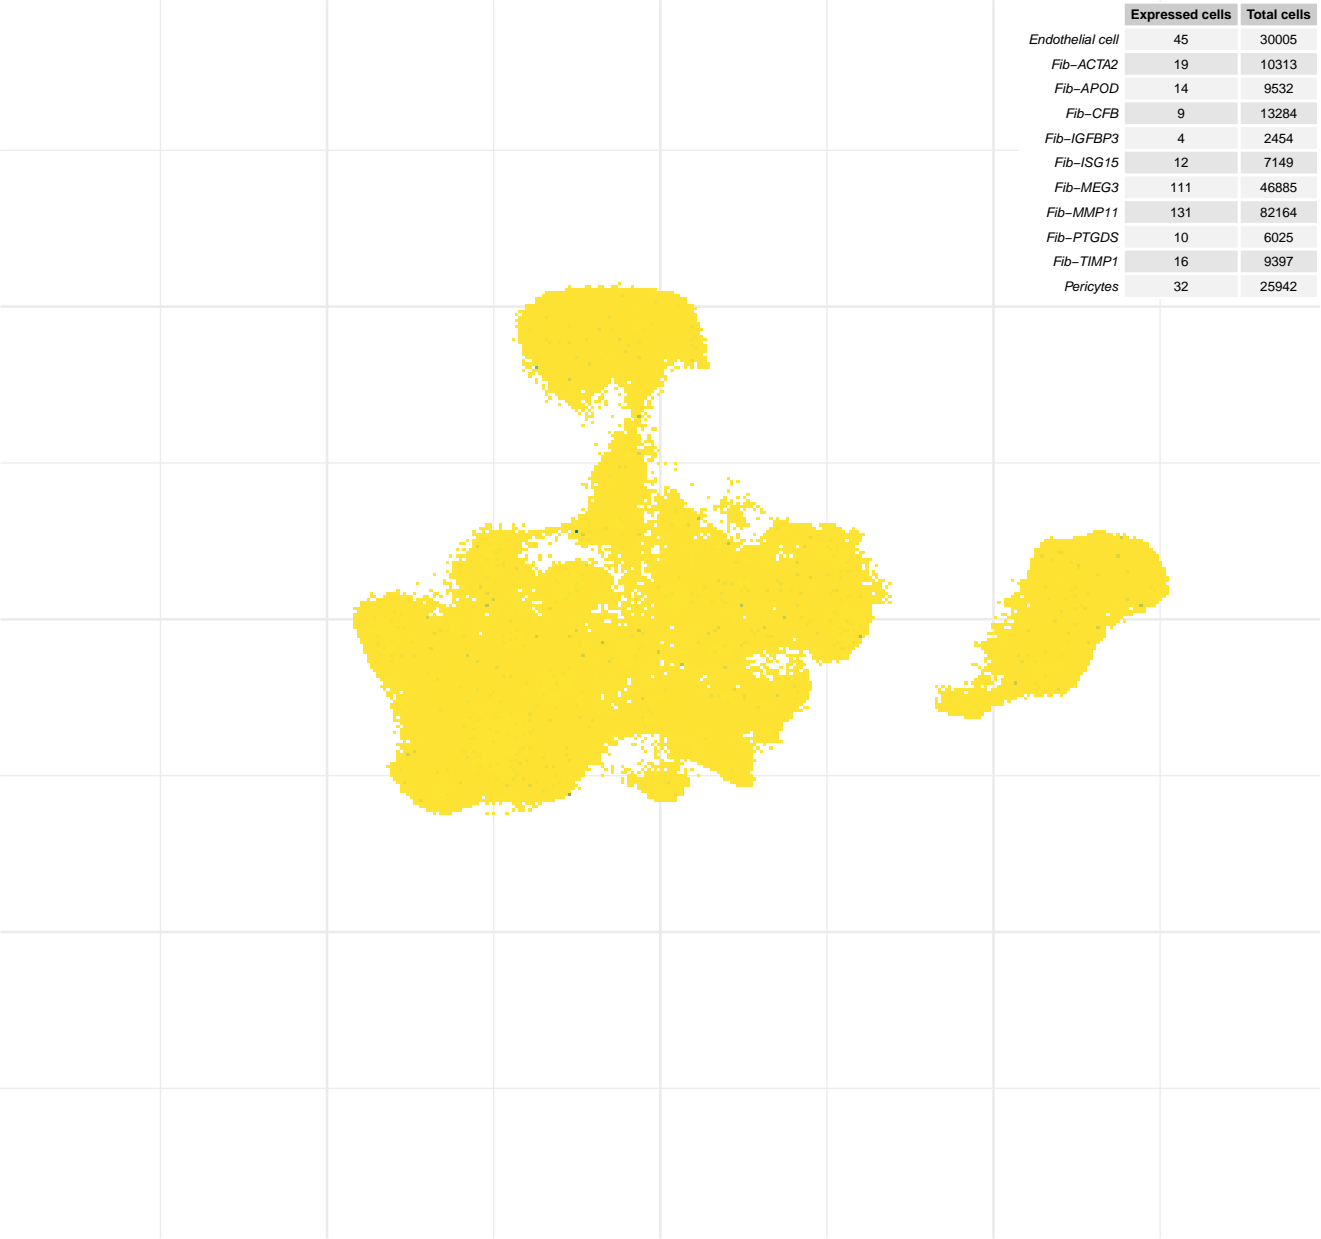 Expressed cells Total cells
Endothelial cell 45 30005
Fib−ACTA2 19 10313
Fib−APOD 14 9532
Fib−CFB 9 13284
Fib−IGFBP3 4 2454
Fib−ISG15 12 7149
Fib−MEG3 111 46885
Fib−MMP11 131 82164
Fib−PTGDS 10 6025
Fib−TIMP1 16 9397
Pericytes 32 25942